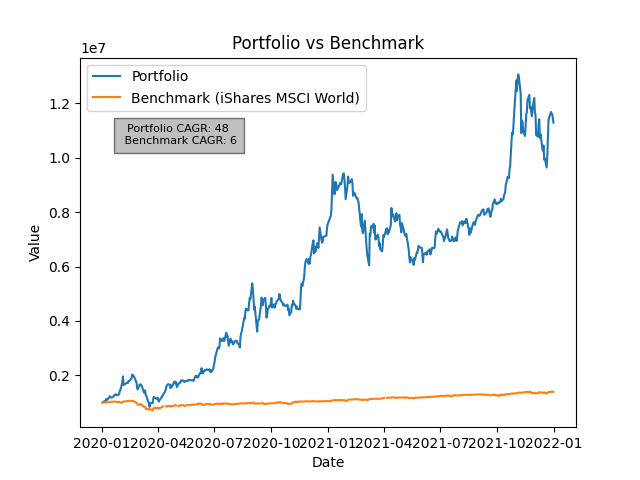 Portfolio vs Benchmark
1e7
Portfolio
Benchmark (iShares MSCI World)
Portfolio CAGR: 48
Benchmark CAGR: 6
1.2
1.0
0.8
0.6
0.4
0.2
Value
2020-01 2020-04 2020-07 2020-10 2021-01 2021-04 2021-07 2021-10 2022-01
Date